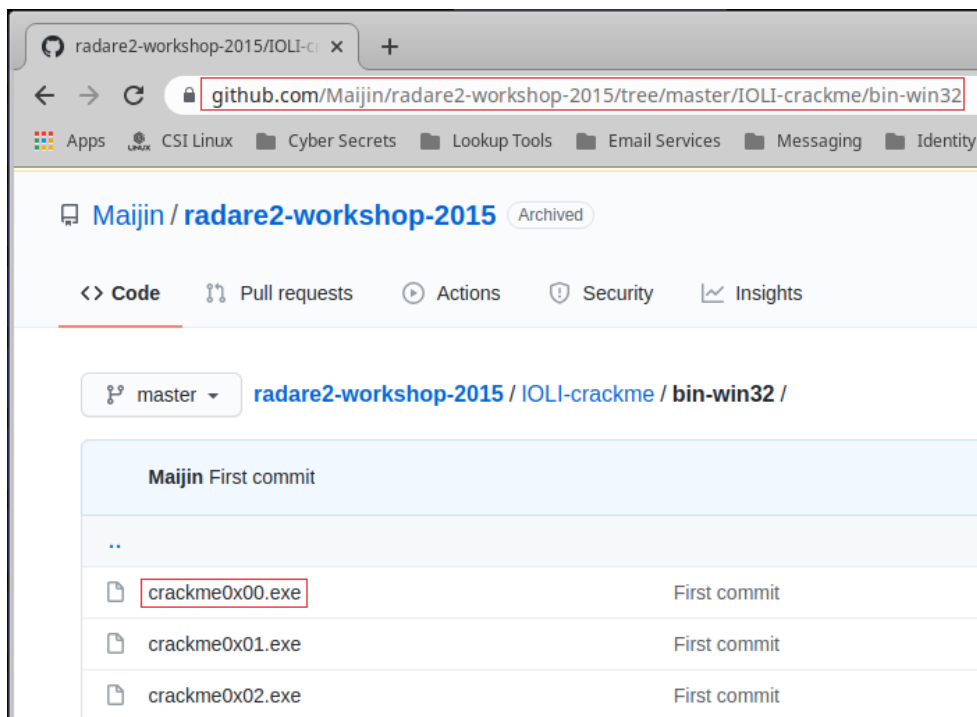 radare2-workshop-2015/IOLI-c
github.com/Maijin/radare2-workshop-2015/tree/master/IOLI-crackme/bin-win32
Apps CSI Linux Cyber Secrets Lookup Tools Email Services Messaging Identity
Maijin / radare2-workshop-2015 Archived
<> Code Pull requests Actions Security Insights
master radare2-workshop-2015 / IOLI-crackme / bin-win32 /
Maijin First commit
..
crackme0x00.exe First commit
crackme0x01.exe First commit
crackme0x02.exe First commit